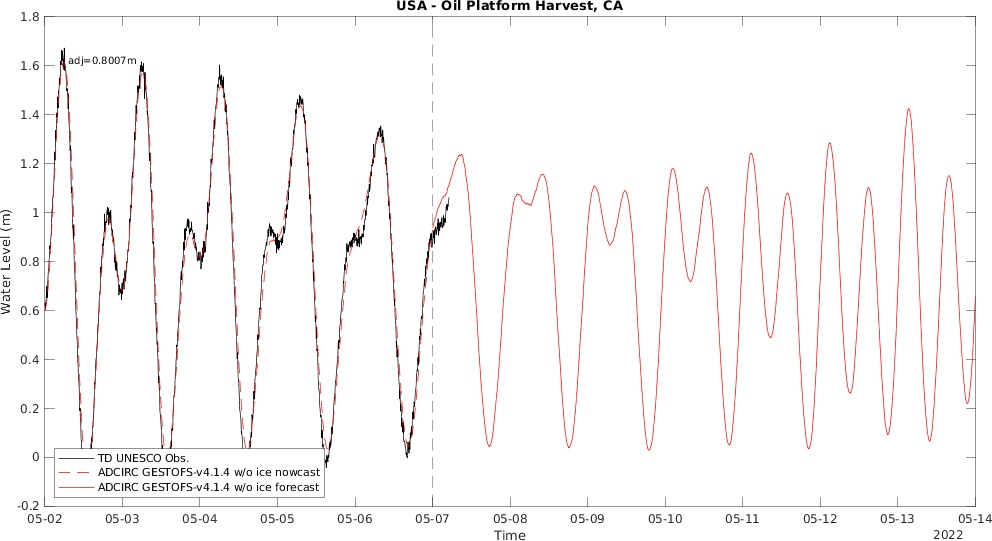 USA - Oil Platform Harvest, CA
adj=0.8007m
Water Level (m)
1.8
1.6
1.4
1.2
1
0.8
0.6
0.4
0.2
0
-0.2
TD UNESCO Obs.
ADCIRC GESTOFS-v4.1.4 w/o ice nowcast
ADCIRC GESTOFS-v4.1.4 w/o ice forecast
05-02 05-03 05-04 05-05 05-06 05-07 05-08 05-09 05-10 05-11 05-12 05-13 05-14
Time
2022